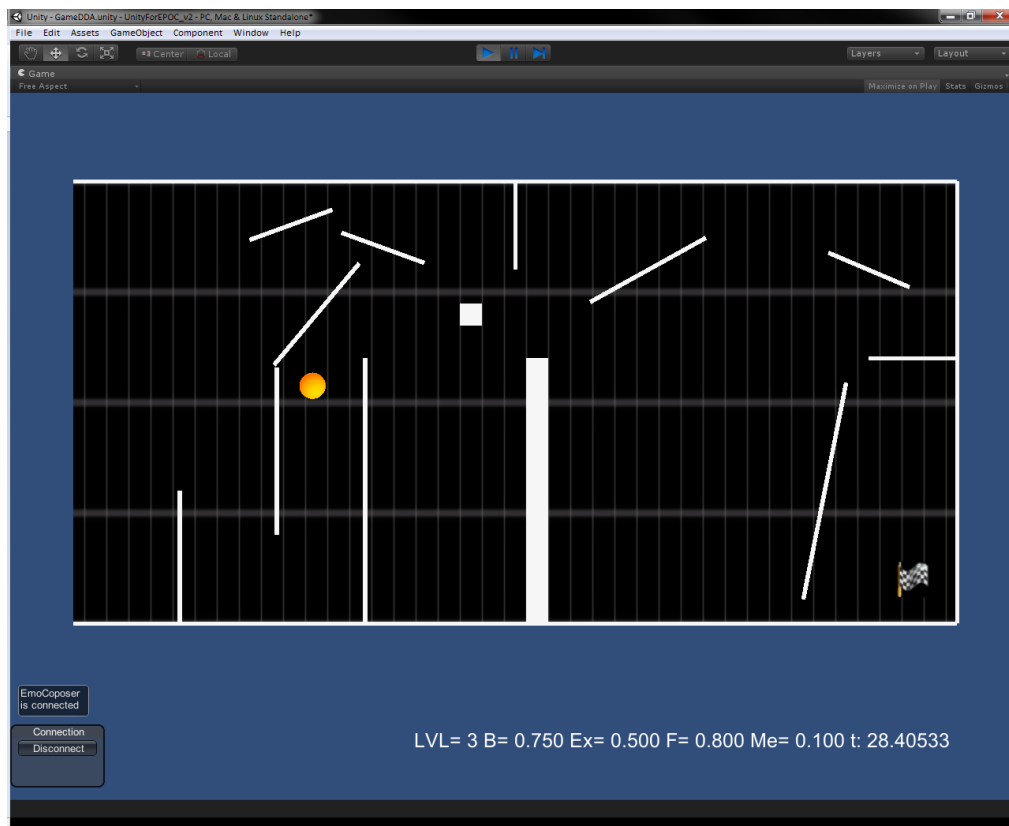 Unity - GameDDA.unity - UnityForEPOC_v2 - PC, Mac & Linux Standalone*
File Edit Assets GameObject Component Window Help
Center Local Layers Layout
Game
Free Aspect Maximize on Play Stats Gizmos
EmoCoposer
is connected
Connection
Disconnect
LVL= 3 B= 0.750 Ex= 0.500 F= 0.800 Me= 0.100 t: 28.40533